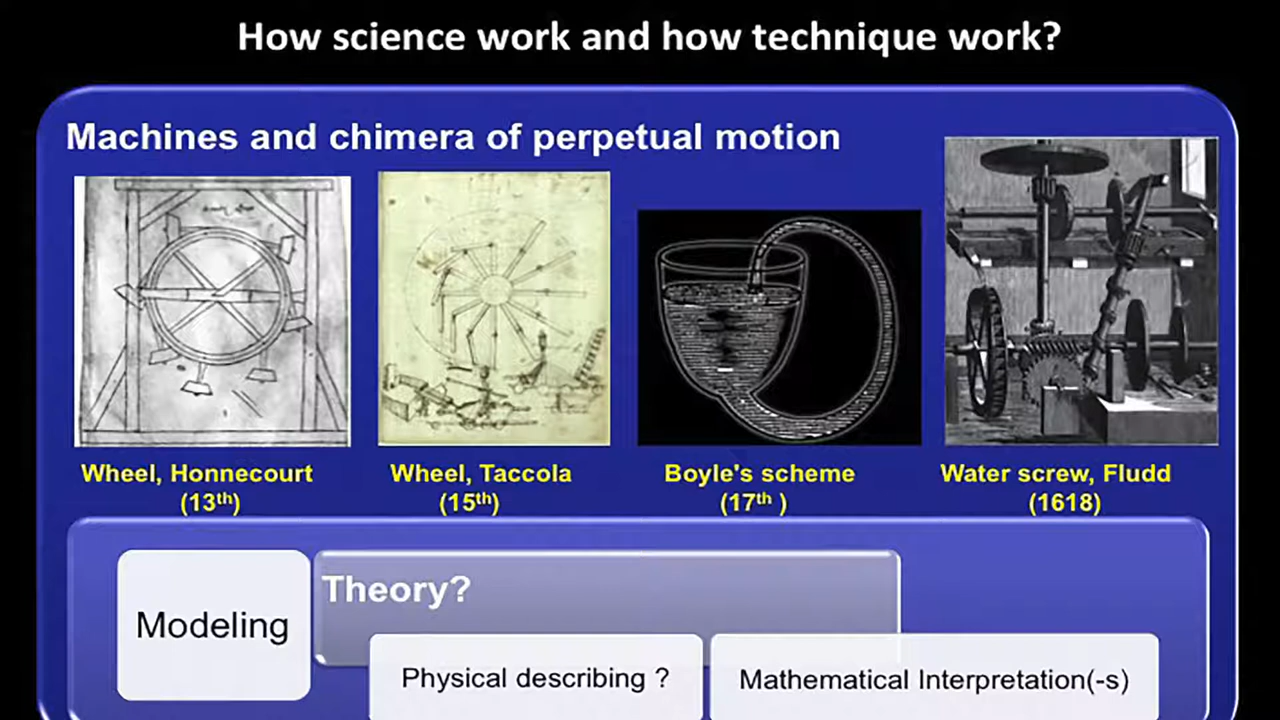 How science work and how technique work?
Machines and chimera of perpetual motion
Wheel, Honnecourt
(13th)
Wheel, Taccola
(15th)
Boyle's scheme
(17th )
Water screw, Fludd
(1618)
Modeling
Theory?
Physical describing ?
Mathematical Interpretation(-s)